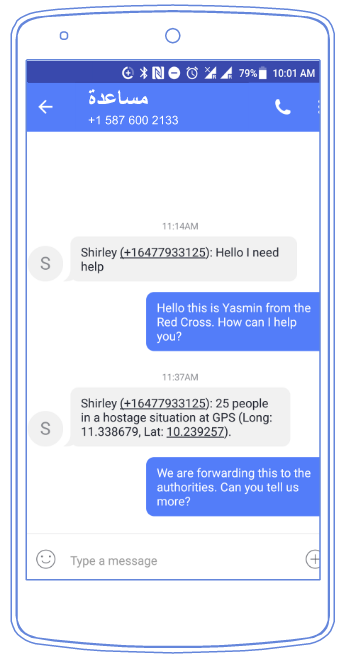 79% 10:01 AM
مساعدة
+1 587 600 2133
11:14AM
S
Shirley (+16477933125): Hello I need
help
Hello this is Yasmin from the
Red Cross. How can I help
you?
11:37AM
S
Shirley (+16477933125): 25 people
in a hostage situation at GPS (Long:
11.338679, Lat: 10.239257).
We are forwarding this to the
authorities. Can you tell us
more?
Type a message